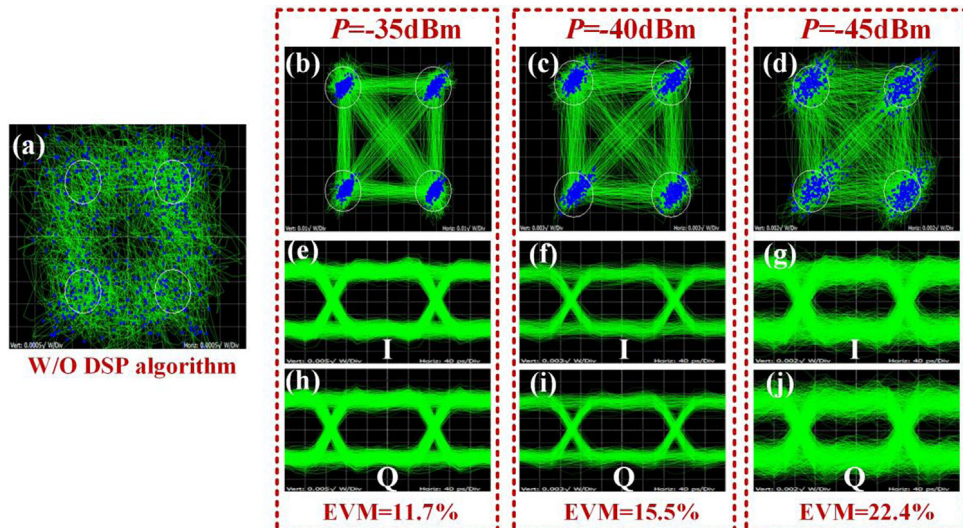 P=-35dBm
P=-40dBm
P=-45dBm
(a)
W/O DSP algorithm
(b)
(c)
(d)
(e)
I
(f)
I
(g)
I
(h)
Q
(i)
Q
(j)
Q
EVM=11.7%
EVM=15.5%
EVM=22.4%